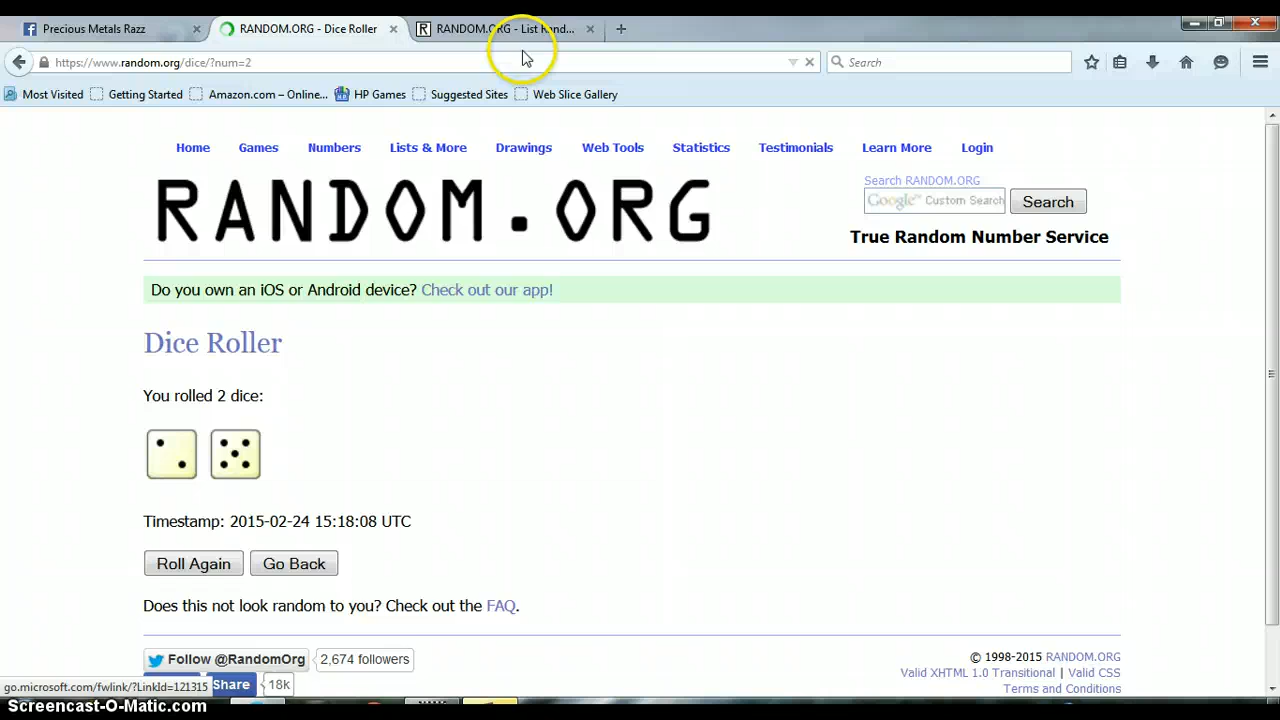 Precious Metals Razz
RANDOM.ORG - Dice Roller
RANDOM.ORG - List Rand...
https://www.random.org/dice/?num=2
Search
Most Visited
Getting Started
Amazon.com – Online...
HP Games
Suggested Sites
Web Slice Gallery
Home
Games
Numbers
Lists & More
Drawings
Web Tools
Statistics
Testimonials
Learn More
Login
RANDOM.ORG
Search RANDOM.ORG
Google™ Custom Search
Search
True Random Number Service
Do you own an iOS or Android device? Check out our app!
Dice Roller
You rolled 2 dice:
Timestamp: 2015-02-24 15:18:08 UTC
Roll Again
Go Back
Does this not look random to you? Check out the FAQ.
Follow @RandomOrg
2,674 followers
© 1998-2015 RANDOM.ORG
Valid XHTML 1.0 Transitional | Valid CSS
Terms and Conditions
go.microsoft.com/fwlink/?LinkId=121315
Share
18k
Screencast-O-Matic.com